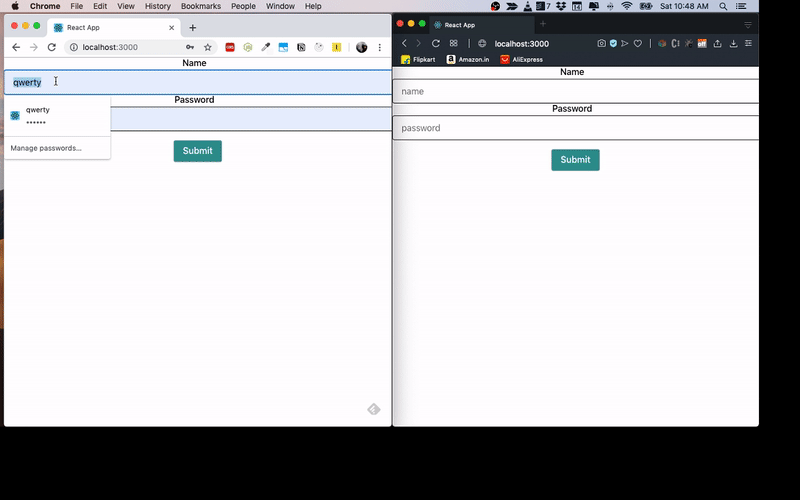 Chrome File Edit View History Bookmarks People Window Help
7
Sat 10:48 AM
React App
localhost:3000
Name
qwerty
Password
qwerty
••••••
Manage passwords...
Submit
React App
localhost:3000
Flipkart Amazon.in AliExpress
Name
name
Password
password
Submit